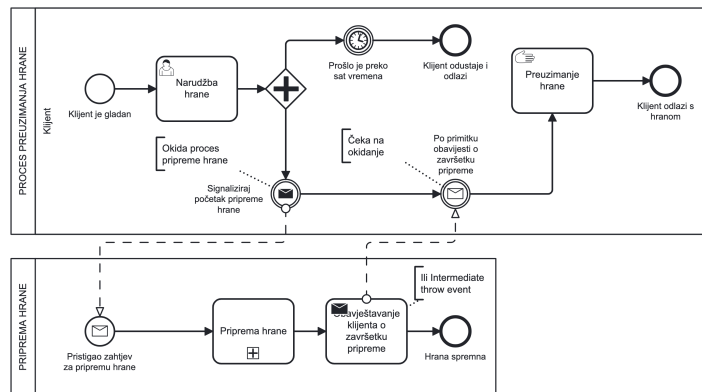 PROCES PREUZIMANJA HRANE
Klijent
Klijent je gladan
Narudžba
hrane
Prošlo je preko
sat vremena
Klijent odustaje i
odlazi
Preuzimanje
hrane
Klijent odlazi s
hranom
Okida proces
pripreme hrane
Signaliziraj
početak pripreme
hrane
Čeka na
okidanje
Po primitku
obavijesti o
završetku
pripreme
PRIPREMA HRANE
Pristigao zahtjev
za pripremu hrane
Priprema hrane
Obavještavanje
klijenta o
završetku
pripreme
Ili Intermediate
throw event
Hrana spremna